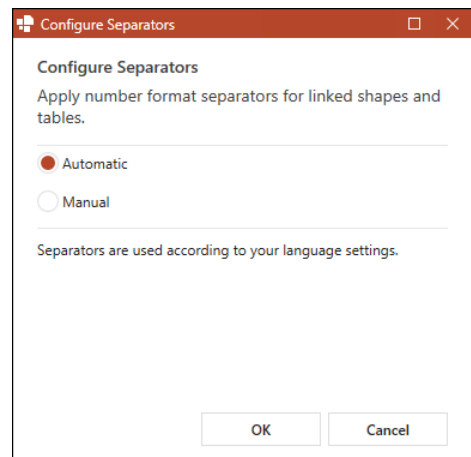 Configure Separators
Configure Separators
Apply number format separators for linked shapes and
tables.
Automatic
Manual
Separators are used according to your language settings.
OK
Cancel